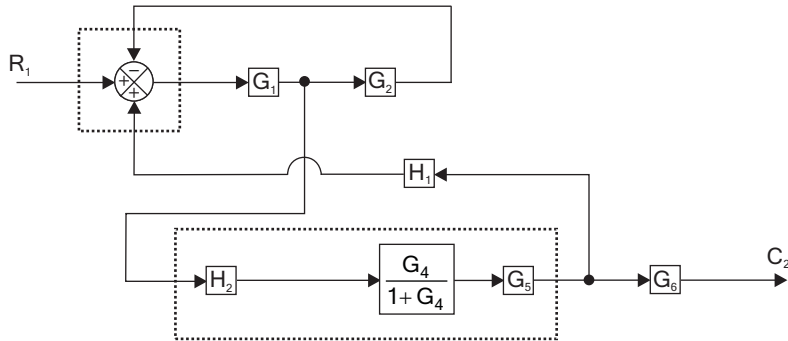 R₁
−
+
+
G₁
G₂
H₁
H₂
G₄
1+G₄
G₅
G₆
C₂